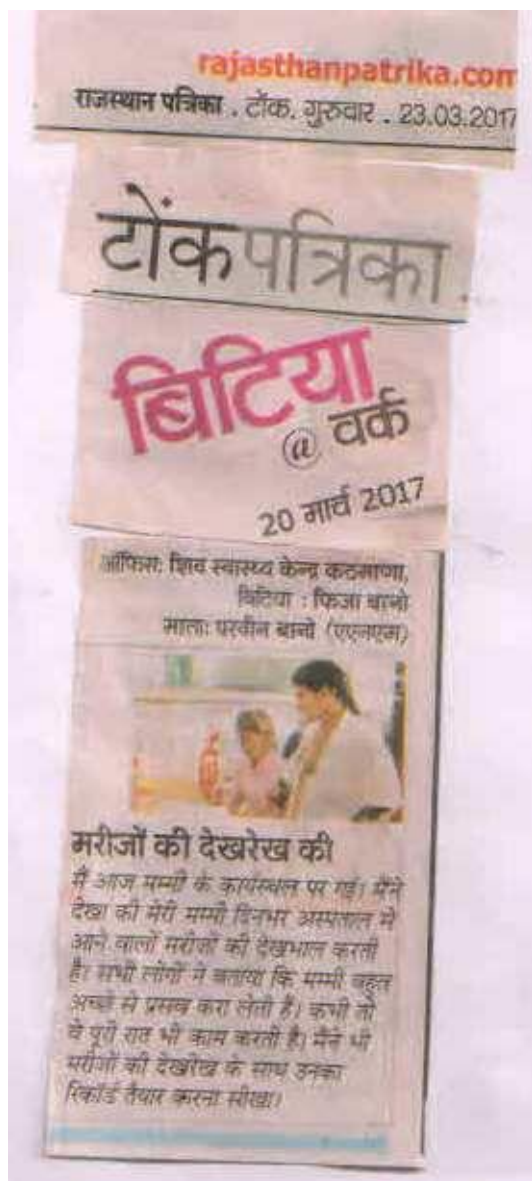 rajasthanpatrika.com
राजस्थान पत्रिका . टोंक. गुरुवार . 23.03.2017
टोंकपत्रिका.
बिटिया
@ वर्क
20 मार्च 2017
ऑफिस: शिव स्वास्थ्य केन्द्र कठमाणा,
बिटिया : फिजा बानो
माता: परवीन बानो (एएनएम)
मरीजों की देखरेख की
मैं आज मम्मी के कार्यस्थल पर गई। मैंने
देखा की मेरी मम्मी दिनभर अस्पताल में
आने वालों मरीजों की देखभाल करती
है। सभी लोगों ने बताया कि मम्मी बहुत
अच्छे से प्रसव करा लेती है। कभी तो
वे पूरी रात भी काम करती है। मैंने भी
मरीजों की देखरेख के साथ उनका
रिकॉर्ड तैयार करना सीखा।